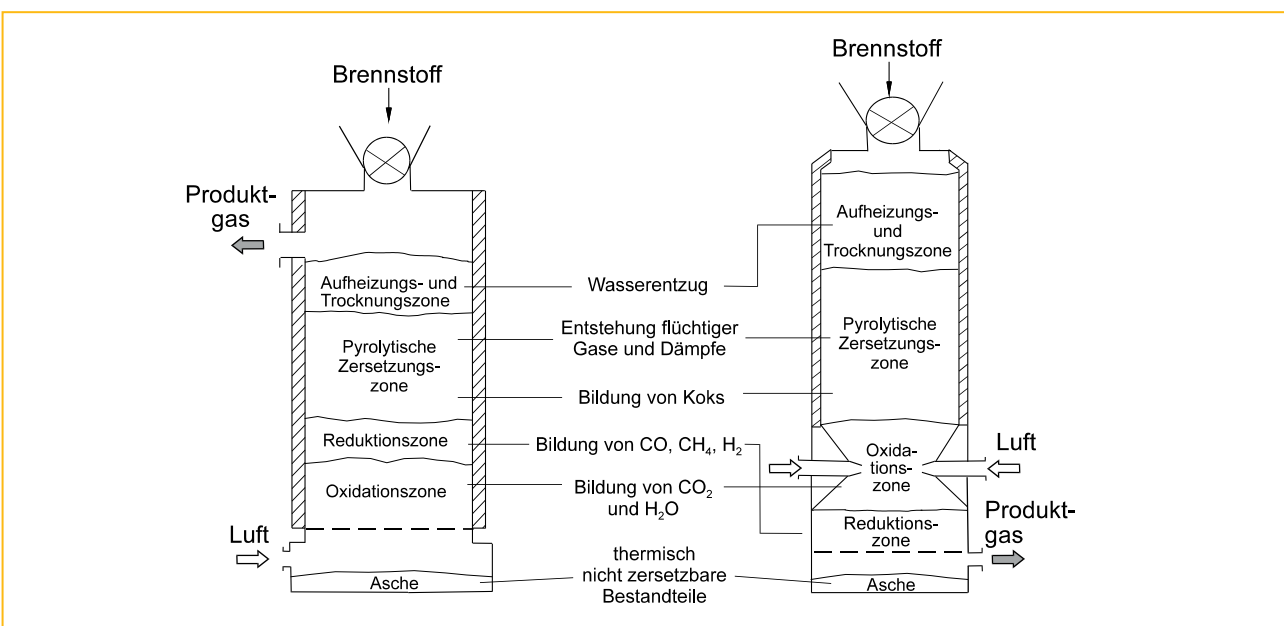 Brennstoff
Produkt-
gas
Aufheizungs- und
Trocknungszone
Pyrolytische
Zersetzungs-
zone
Reduktionszone
Oxidationszone
Luft
Asche
Wasserentzug
Entstehung flüchtiger
Gase und Dämpfe
Bildung von Koks
Bildung von CO, CH₄, H₂
Bildung von CO₂
und H₂O
thermisch
nicht zersetzbare
Bestandteile
Brennstoff
Aufheizungs-
und
Trocknungszone
Pyrolytische
Zersetzungs-
zone
Oxida-
tions-
zone
Luft
Reduktions-
zone
Produkt-
gas
Asche